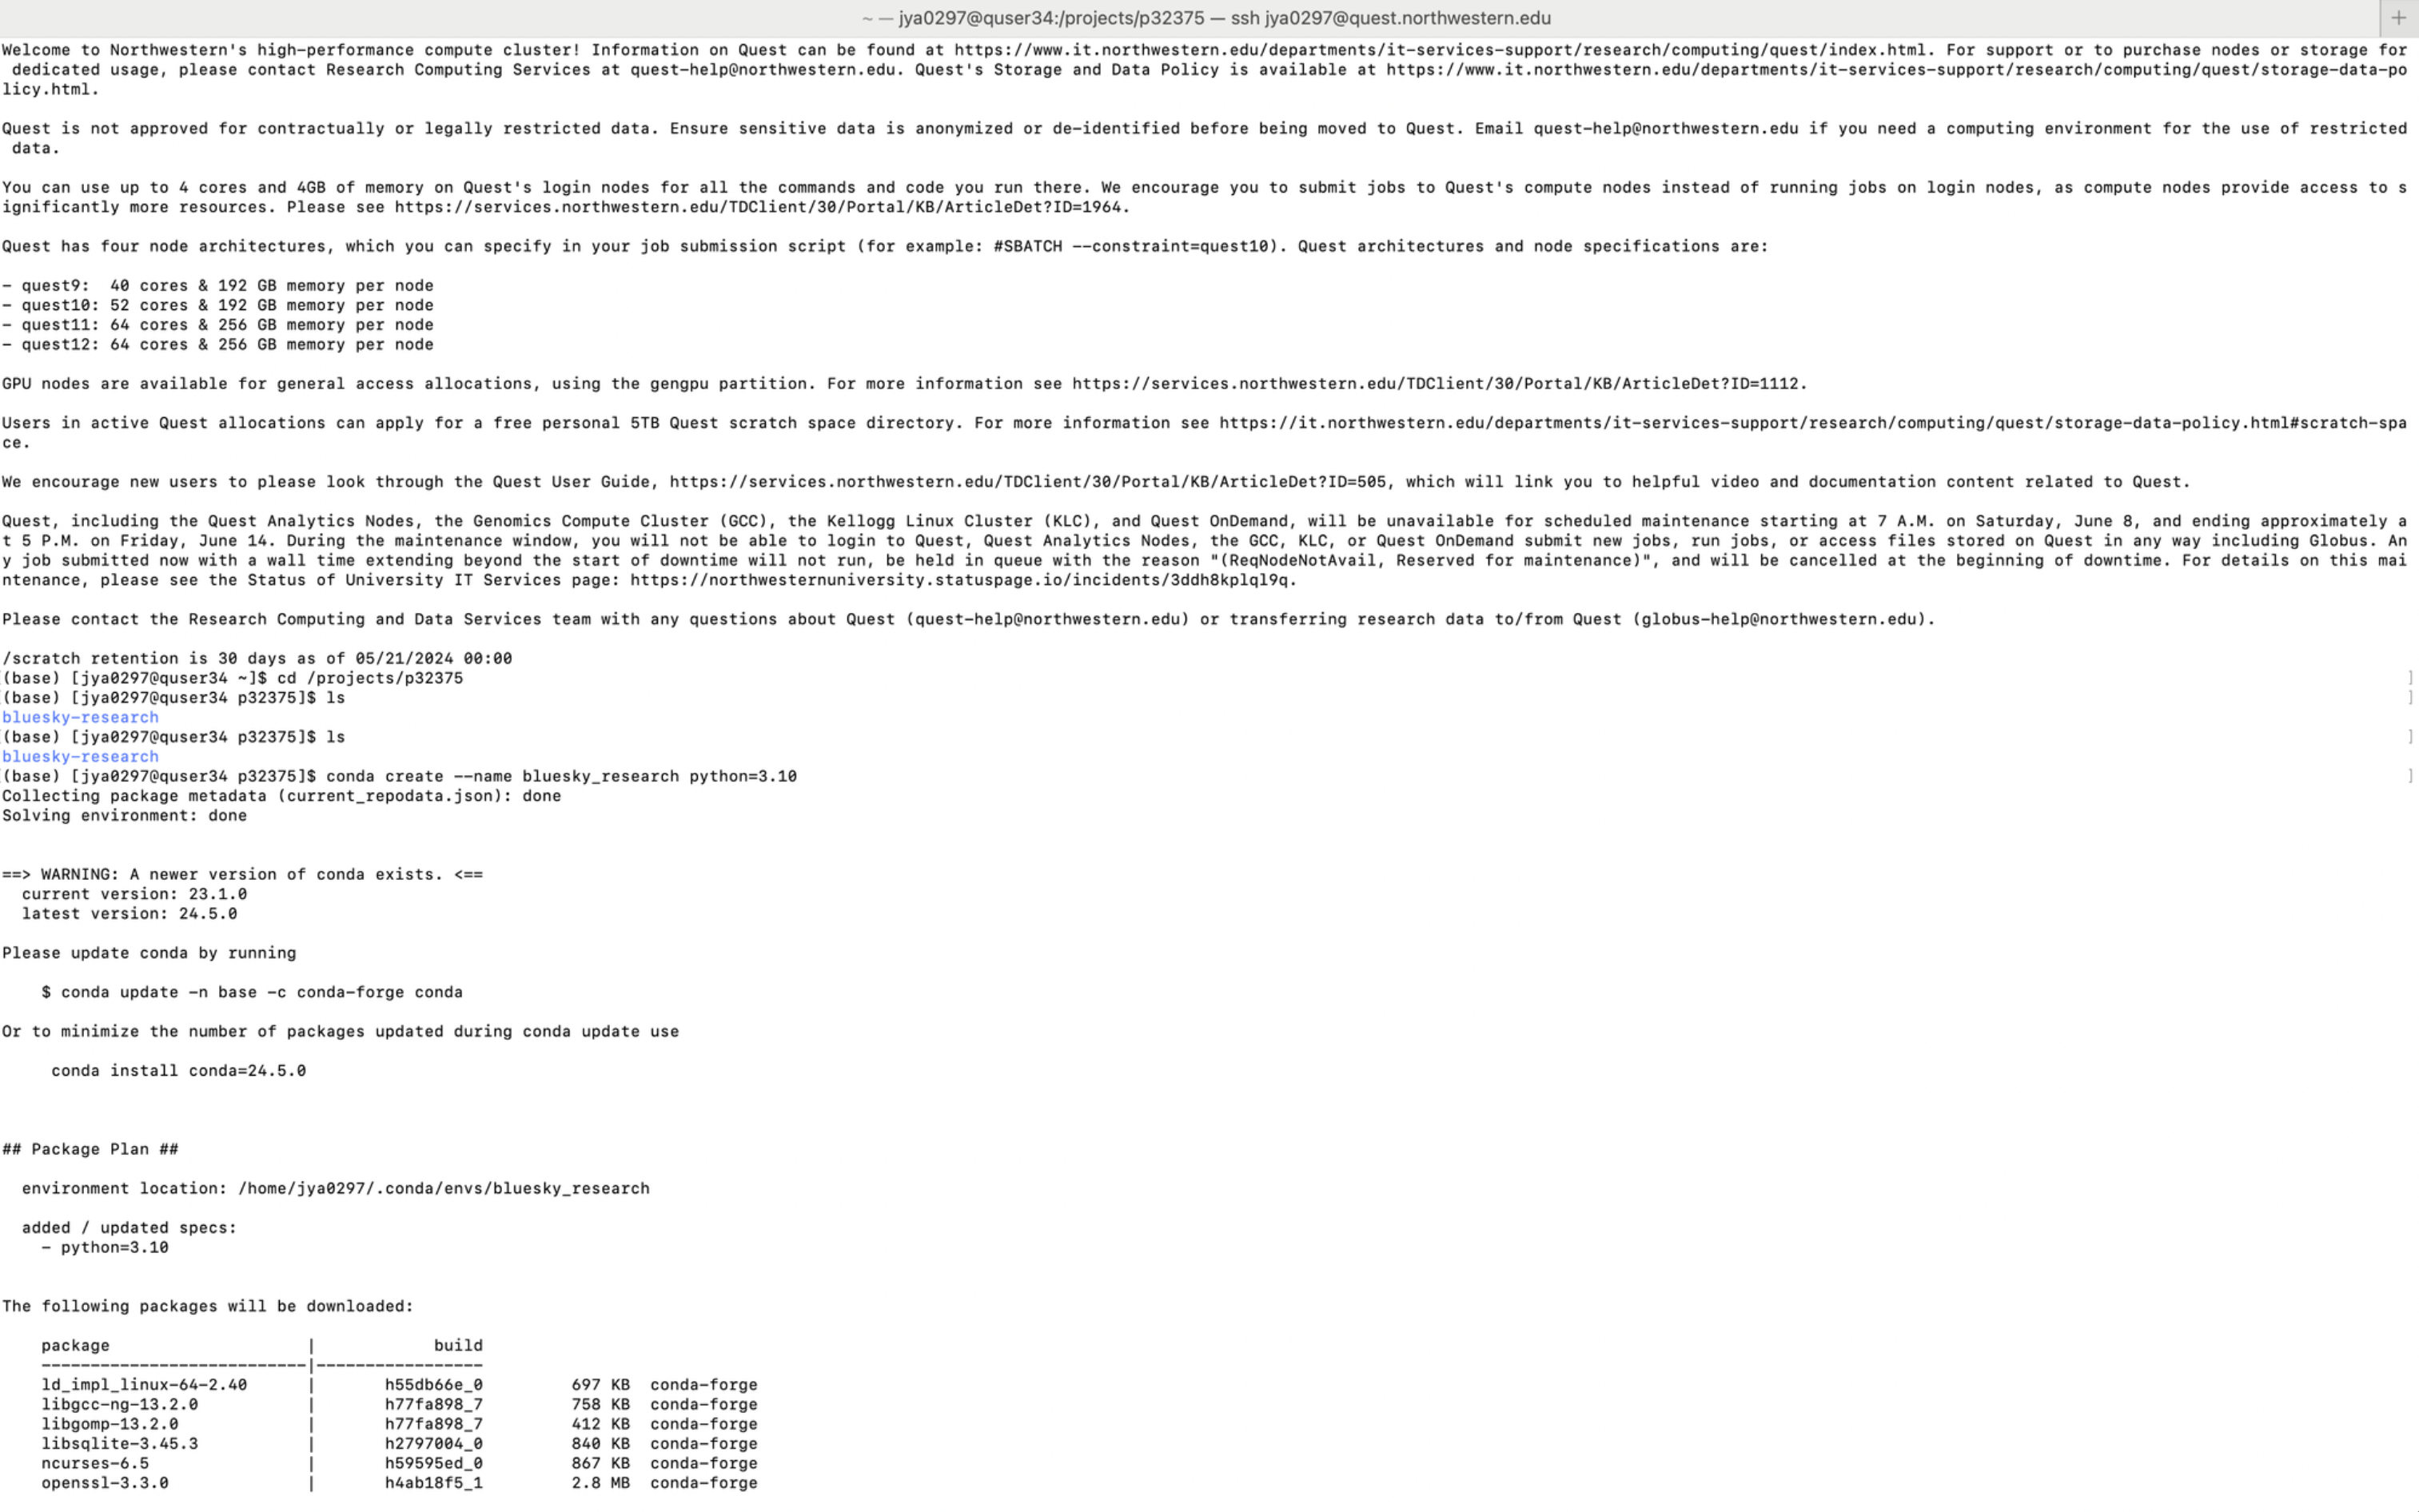 ~ — jya0297@quser34:/projects/p32375 — ssh jya0297@quest.northwestern.edu
+
Welcome to Northwestern's high-performance compute cluster! Information on Quest can be found at https://www.it.northwestern.edu/departments/it-services-support/research/computing/quest/index.html. For support or to purchase nodes or storage for
 dedicated usage, please contact Research Computing Services at quest-help@northwestern.edu. Quest's Storage and Data Policy is available at https://www.it.northwestern.edu/departments/it-services-support/research/computing/quest/storage-data-po
licy.html.

Quest is not approved for contractually or legally restricted data. Ensure sensitive data is anonymized or de-identified before being moved to Quest. Email quest-help@northwestern.edu if you need a computing environment for the use of restricted
 data.

You can use up to 4 cores and 4GB of memory on Quest's login nodes for all the commands and code you run there. We encourage you to submit jobs to Quest's compute nodes instead of running jobs on login nodes, as compute nodes provide access to s
ignificantly more resources. Please see https://services.northwestern.edu/TDClient/30/Portal/KB/ArticleDet?ID=1964.

Quest has four node architectures, which you can specify in your job submission script (for example: #SBATCH --constraint=quest10). Quest architectures and node specifications are:

- quest9:  40 cores & 192 GB memory per node
- quest10: 52 cores & 192 GB memory per node
- quest11: 64 cores & 256 GB memory per node
- quest12: 64 cores & 256 GB memory per node

GPU nodes are available for general access allocations, using the gengpu partition. For more information see https://services.northwestern.edu/TDClient/30/Portal/KB/ArticleDet?ID=1112.

Users in active Quest allocations can apply for a free personal 5TB Quest scratch space directory. For more information see https://it.northwestern.edu/departments/it-services-support/research/computing/quest/storage-data-policy.html#scratch-spa
ce.

We encourage new users to please look through the Quest User Guide, https://services.northwestern.edu/TDClient/30/Portal/KB/ArticleDet?ID=505, which will link you to helpful video and documentation content related to Quest.

Quest, including the Quest Analytics Nodes, the Genomics Compute Cluster (GCC), the Kellogg Linux Cluster (KLC), and Quest OnDemand, will be unavailable for scheduled maintenance starting at 7 A.M. on Saturday, June 8, and ending approximately a
t 5 P.M. on Friday, June 14. During the maintenance window, you will not be able to login to Quest, Quest Analytics Nodes, the GCC, KLC, or Quest OnDemand submit new jobs, run jobs, or access files stored on Quest in any way including Globus. An
y job submitted now with a wall time extending beyond the start of downtime will not run, be held in queue with the reason "(ReqNodeNotAvail, Reserved for maintenance)", and will be cancelled at the beginning of downtime. For details on this mai
ntenance, please see the Status of University IT Services page: https://northwesternuniversity.statuspage.io/incidents/3ddh8kplql9q.

Please contact the Research Computing and Data Services team with any questions about Quest (quest-help@northwestern.edu) or transferring research data to/from Quest (globus-help@northwestern.edu).

/scratch retention is 30 days as of 05/21/2024 00:00
[(base) [jya0297@quser34 ~]$ cd /projects/p32375 ]
[(base) [jya0297@quser34 p32375]$ ls ]
bluesky-research
[(base) [jya0297@quser34 p32375]$ ls ]
bluesky-research
[(base) [jya0297@quser34 p32375]$ conda create --name bluesky_research python=3.10 ]
Collecting package metadata (current_repodata.json): done
Solving environment: done

==> WARNING: A newer version of conda exists. <==
  current version: 23.1.0
  latest version: 24.5.0

Please update conda by running

    $ conda update -n base -c conda-forge conda

Or to minimize the number of packages updated during conda update use

     conda install conda=24.5.0

## Package Plan ##

  environment location: /home/jya0297/.conda/envs/bluesky_research

  added / updated specs:
    - python=3.10

The following packages will be downloaded:

    package                    |            build
    ---------------------------|-----------------
    ld_impl_linux-64-2.40      |       h55db66e_0         697 KB  conda-forge
    libgcc-ng-13.2.0           |       h77fa898_7         758 KB  conda-forge
    libgomp-13.2.0             |       h77fa898_7         412 KB  conda-forge
    libsqlite-3.45.3           |       h2797004_0         840 KB  conda-forge
    ncurses-6.5                |       h59595ed_0         867 KB  conda-forge
    openssl-3.3.0              |       h4ab18f5_1         2.8 MB  conda-forge